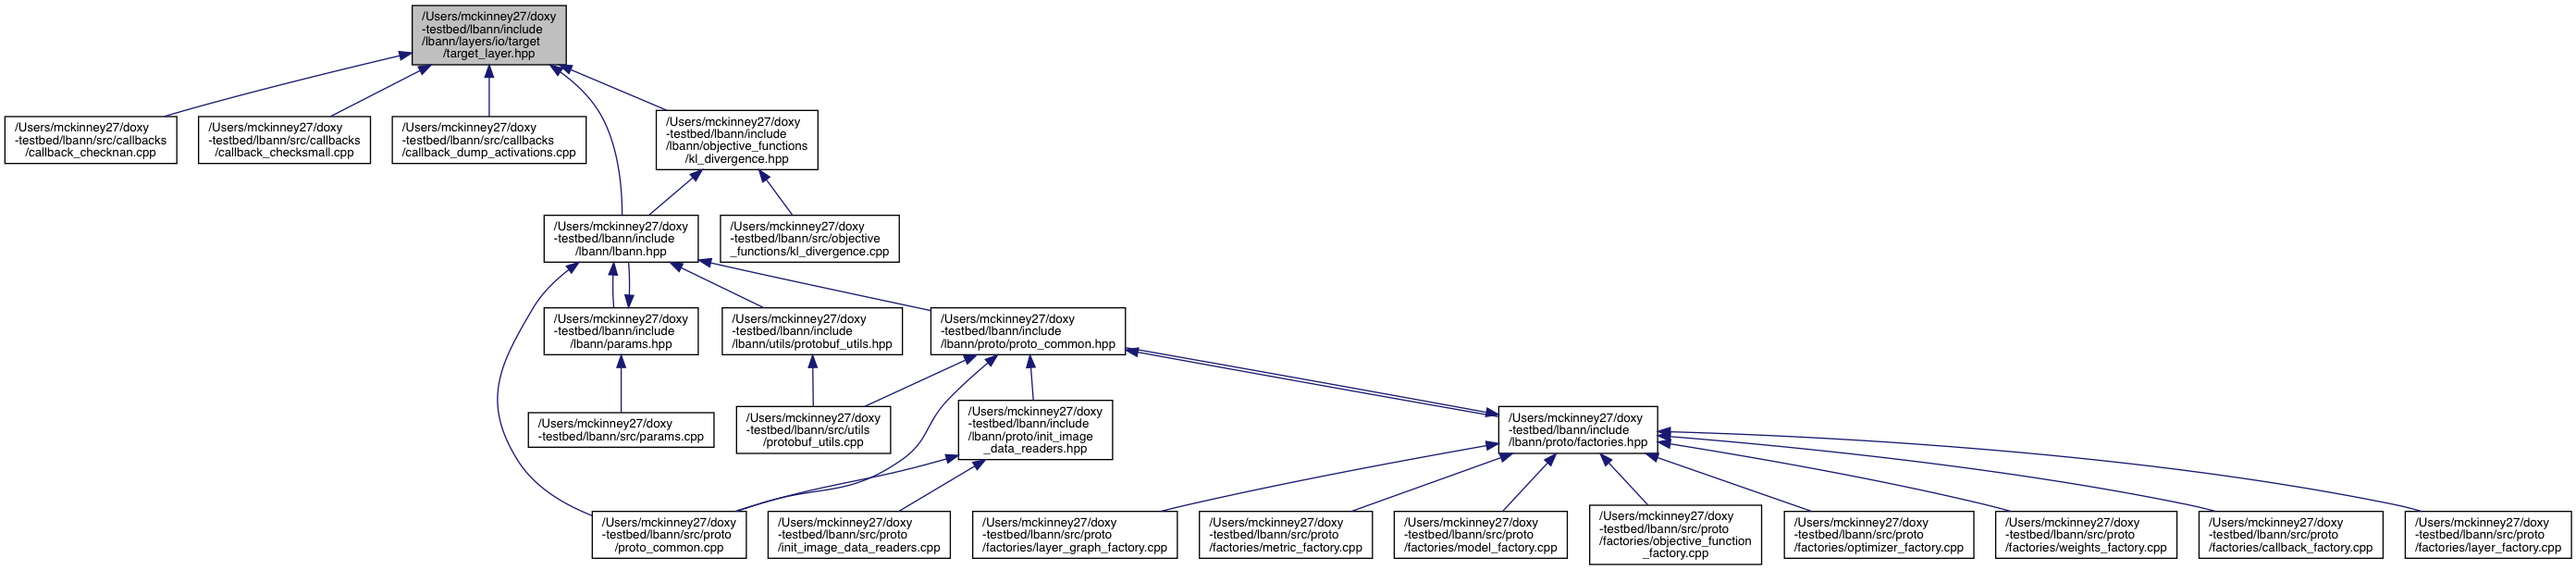 /Users/mckinney27/doxy
-testbed/lbann/include
/lbann/layers/io/target
/target_layer.hpp
/Users/mckinney27/doxy
-testbed/lbann/src/callbacks
/callback_checknan.cpp
/Users/mckinney27/doxy
-testbed/lbann/src/callbacks
/callback_checksmall.cpp
/Users/mckinney27/doxy
-testbed/lbann/src/callbacks
/callback_dump_activations.cpp
/Users/mckinney27/doxy
-testbed/lbann/include
/lbann/objective_functions
/kl_divergence.hpp
/Users/mckinney27/doxy
-testbed/lbann/include
/lbann/lbann.hpp
/Users/mckinney27/doxy
-testbed/lbann/src/objective
_functions/kl_divergence.cpp
/Users/mckinney27/doxy
-testbed/lbann/include
/lbann/params.hpp
/Users/mckinney27/doxy
-testbed/lbann/include
/lbann/utils/protobuf_utils.hpp
/Users/mckinney27/doxy
-testbed/lbann/include
/lbann/proto/proto_common.hpp
/Users/mckinney27/doxy
-testbed/lbann/src/params.cpp
/Users/mckinney27/doxy
-testbed/lbann/src/utils
/protobuf_utils.cpp
/Users/mckinney27/doxy
-testbed/lbann/include
/lbann/proto/init_image
_data_readers.hpp
/Users/mckinney27/doxy
-testbed/lbann/include
/lbann/proto/factories.hpp
/Users/mckinney27/doxy
-testbed/lbann/src/proto
/proto_common.cpp
/Users/mckinney27/doxy
-testbed/lbann/src/proto
/init_image_data_readers.cpp
/Users/mckinney27/doxy
-testbed/lbann/src/proto
/factories/layer_graph_factory.cpp
/Users/mckinney27/doxy
-testbed/lbann/src/proto
/factories/metric_factory.cpp
/Users/mckinney27/doxy
-testbed/lbann/src/proto
/factories/model_factory.cpp
/Users/mckinney27/doxy
-testbed/lbann/src/proto
/factories/objective_function
_factory.cpp
/Users/mckinney27/doxy
-testbed/lbann/src/proto
/factories/optimizer_factory.cpp
/Users/mckinney27/doxy
-testbed/lbann/src/proto
/factories/weights_factory.cpp
/Users/mckinney27/doxy
-testbed/lbann/src/proto
/factories/callback_factory.cpp
/Users/mckinney27/doxy
-testbed/lbann/src/proto
/factories/layer_factory.cpp